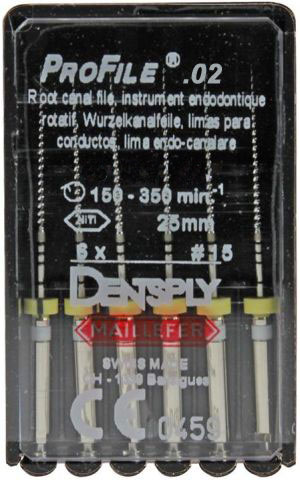 PROFILE® .02
Root canal file, instrument endodontique
rotatif, Wurzelkanalfeile, limas para
conductos, lima endo-canalare
150 - 350 min-1
NiTi 25mm
6 x #15
DENTSPLY
MAILLEFER
SWISS MADE
CH - 1338 Ballaigues
CE 0459